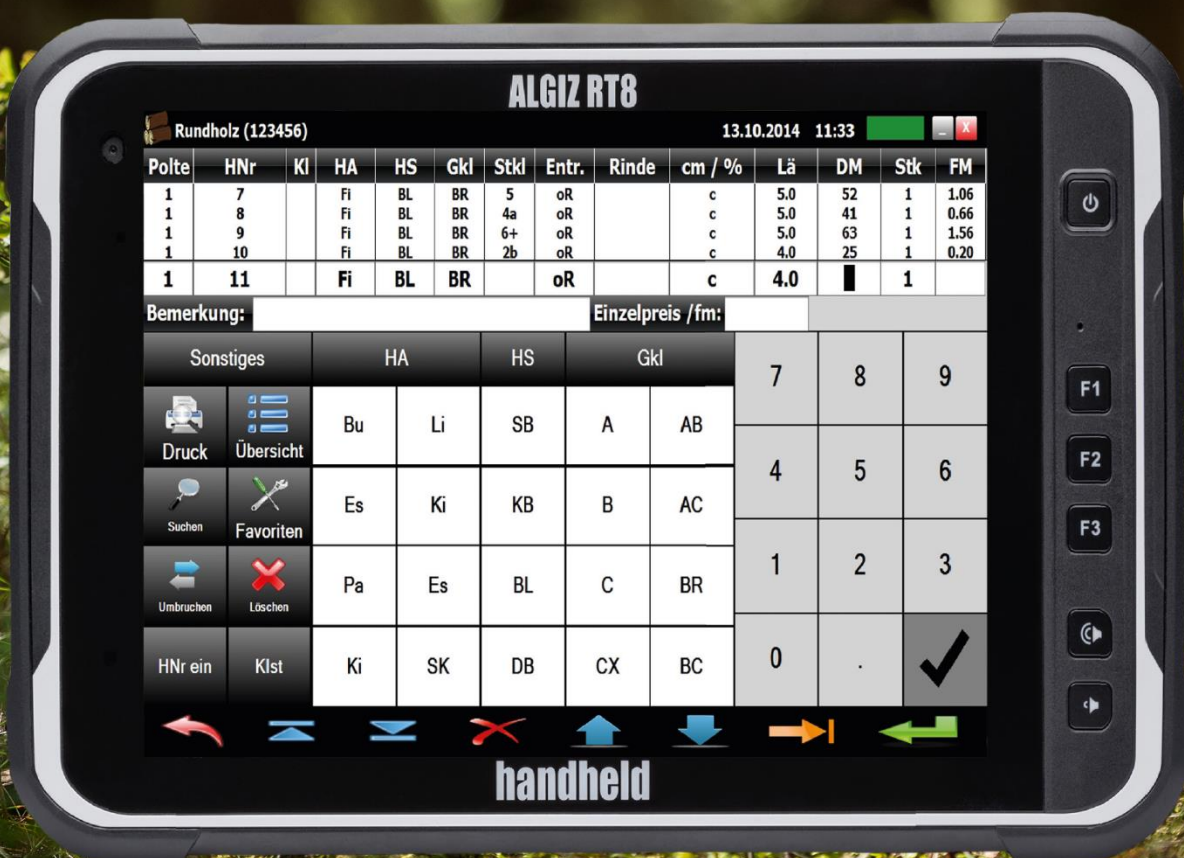 ALGIZ RT8
Rundholz (123456) 13.10.2014 11:33 X
Polte HNr Kl HA HS Gkl Stkl Entr. Rinde cm / % Lä DM Stk FM
1 7 Fi BL BR 5 oR c 5.0 52 1 1.06
1 8 Fi BL BR 4a oR c 5.0 41 1 0.66
1 9 Fi BL BR 6+ oR c 5.0 63 1 1.56
1 10 Fi BL BR 2b oR c 4.0 25 1 0.20
1 11 Fi BL BR oR c 4.0 1
Bemerkung: Einzelpreis /fm:
Sonstiges HA HS Gkl 7 8 9
Druck Übersicht Bu Li SB A AB
4 5 6
Suchen Favoriten Es Ki KB B AC
1 2 3
Umbruchen Löschen Pa Es BL C BR
HNr ein Klst Ki SK DB CX BC 0 .
handheld
F1
F2
F3